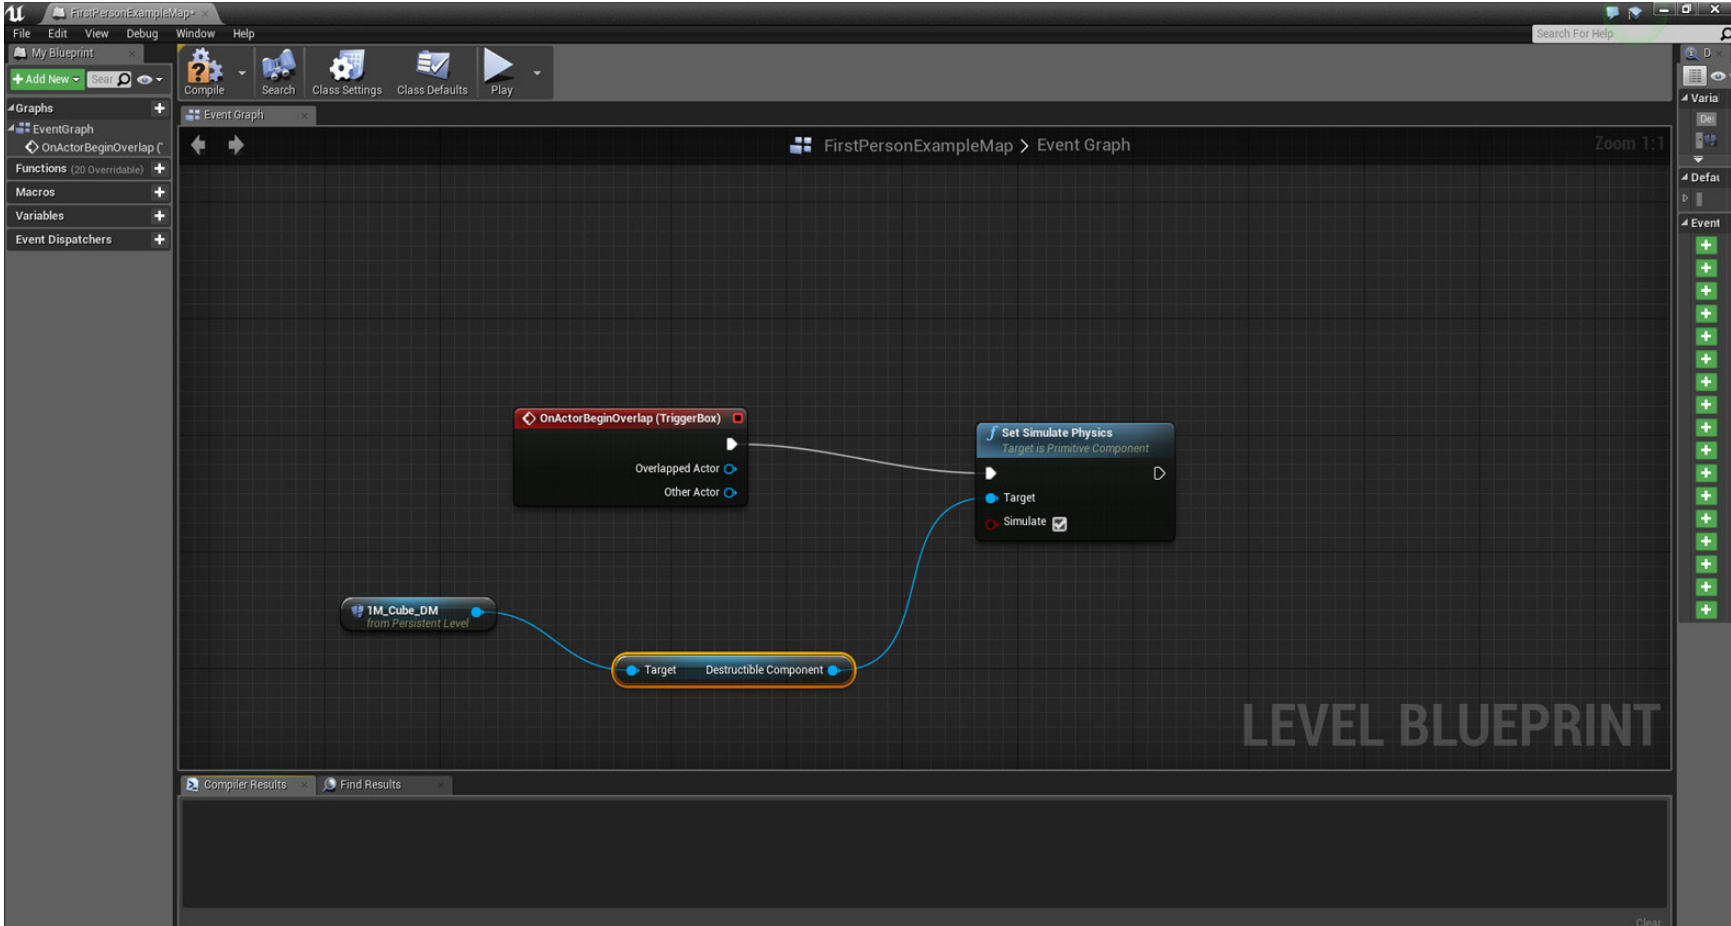 FirstPersonExampleMap*
File Edit View Debug Window Help
Search For Help
My Blueprint
Add New
Sear
Compile
Search
Class Settings
Class Defaults
Play
D
Graphs
EventGraph
OnActorBeginOverlap (
Functions (20 Overridable)
Macros
Variables
Event Dispatchers
Event Graph
FirstPersonExampleMap > Event Graph
Zoom 1:1
OnActorBeginOverlap (TriggerBox)
Overlapped Actor
Other Actor
Set Simulate Physics
Target is Primitive Component
Target
Simulate
1M_Cube_DM
from Persistent Level
Target Destructible Component
LEVEL BLUEPRINT
Compiler Results
Find Results
Clear
Varia
Defau
Event